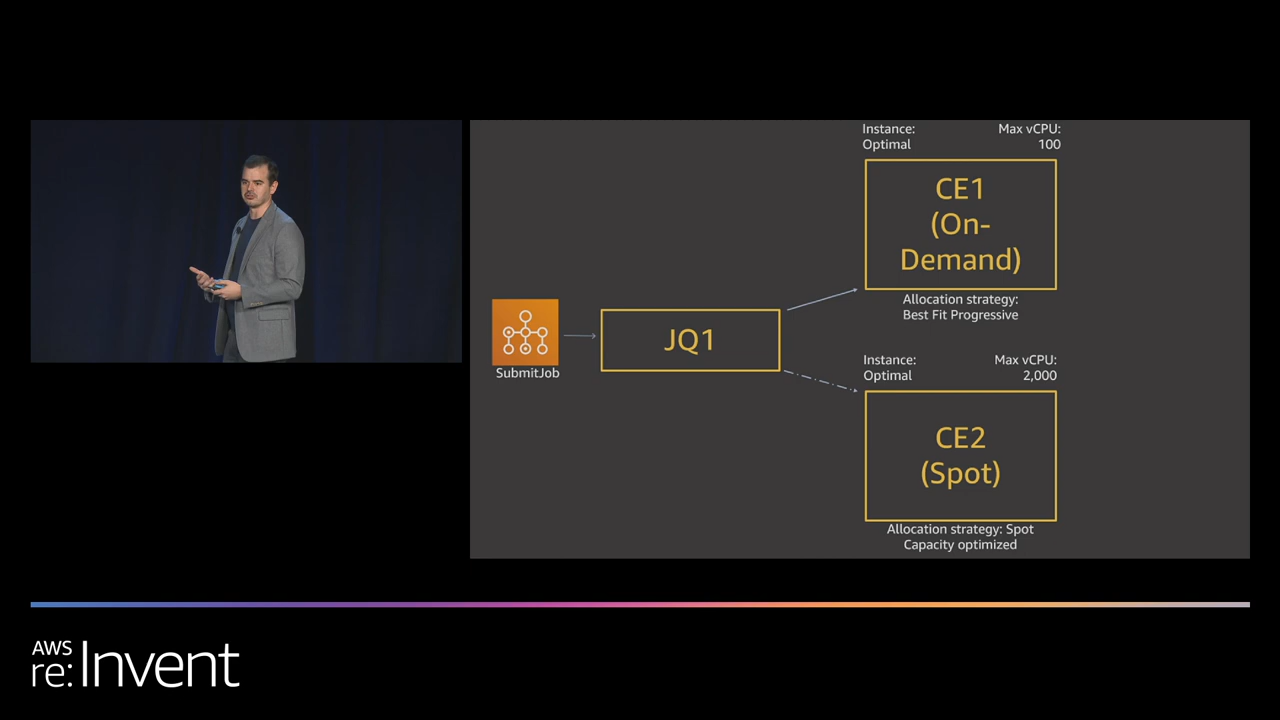 Instance:
Optimal
Max vCPU:
100
CE1
(On-
Demand)
Allocation strategy:
Best Fit Progressive
SubmitJob
JQ1
Instance:
Optimal
Max vCPU:
2,000
CE2
(Spot)
Allocation strategy: Spot
Capacity optimized
AWS
re:Invent